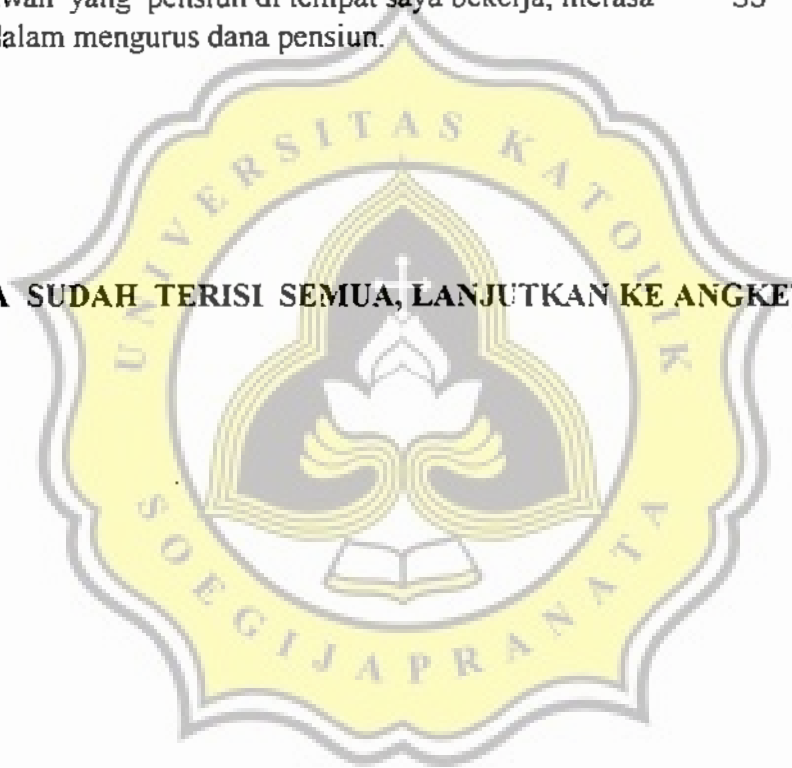 yang pensiun di tempat saya bekerja, merasa SS
dalam mengurus dana pensiun.
UNIVERSITAS KATOLIK
SUDAH TERISI SEMUA, LANJUTKAN KE
SOEGIJAPRANATA